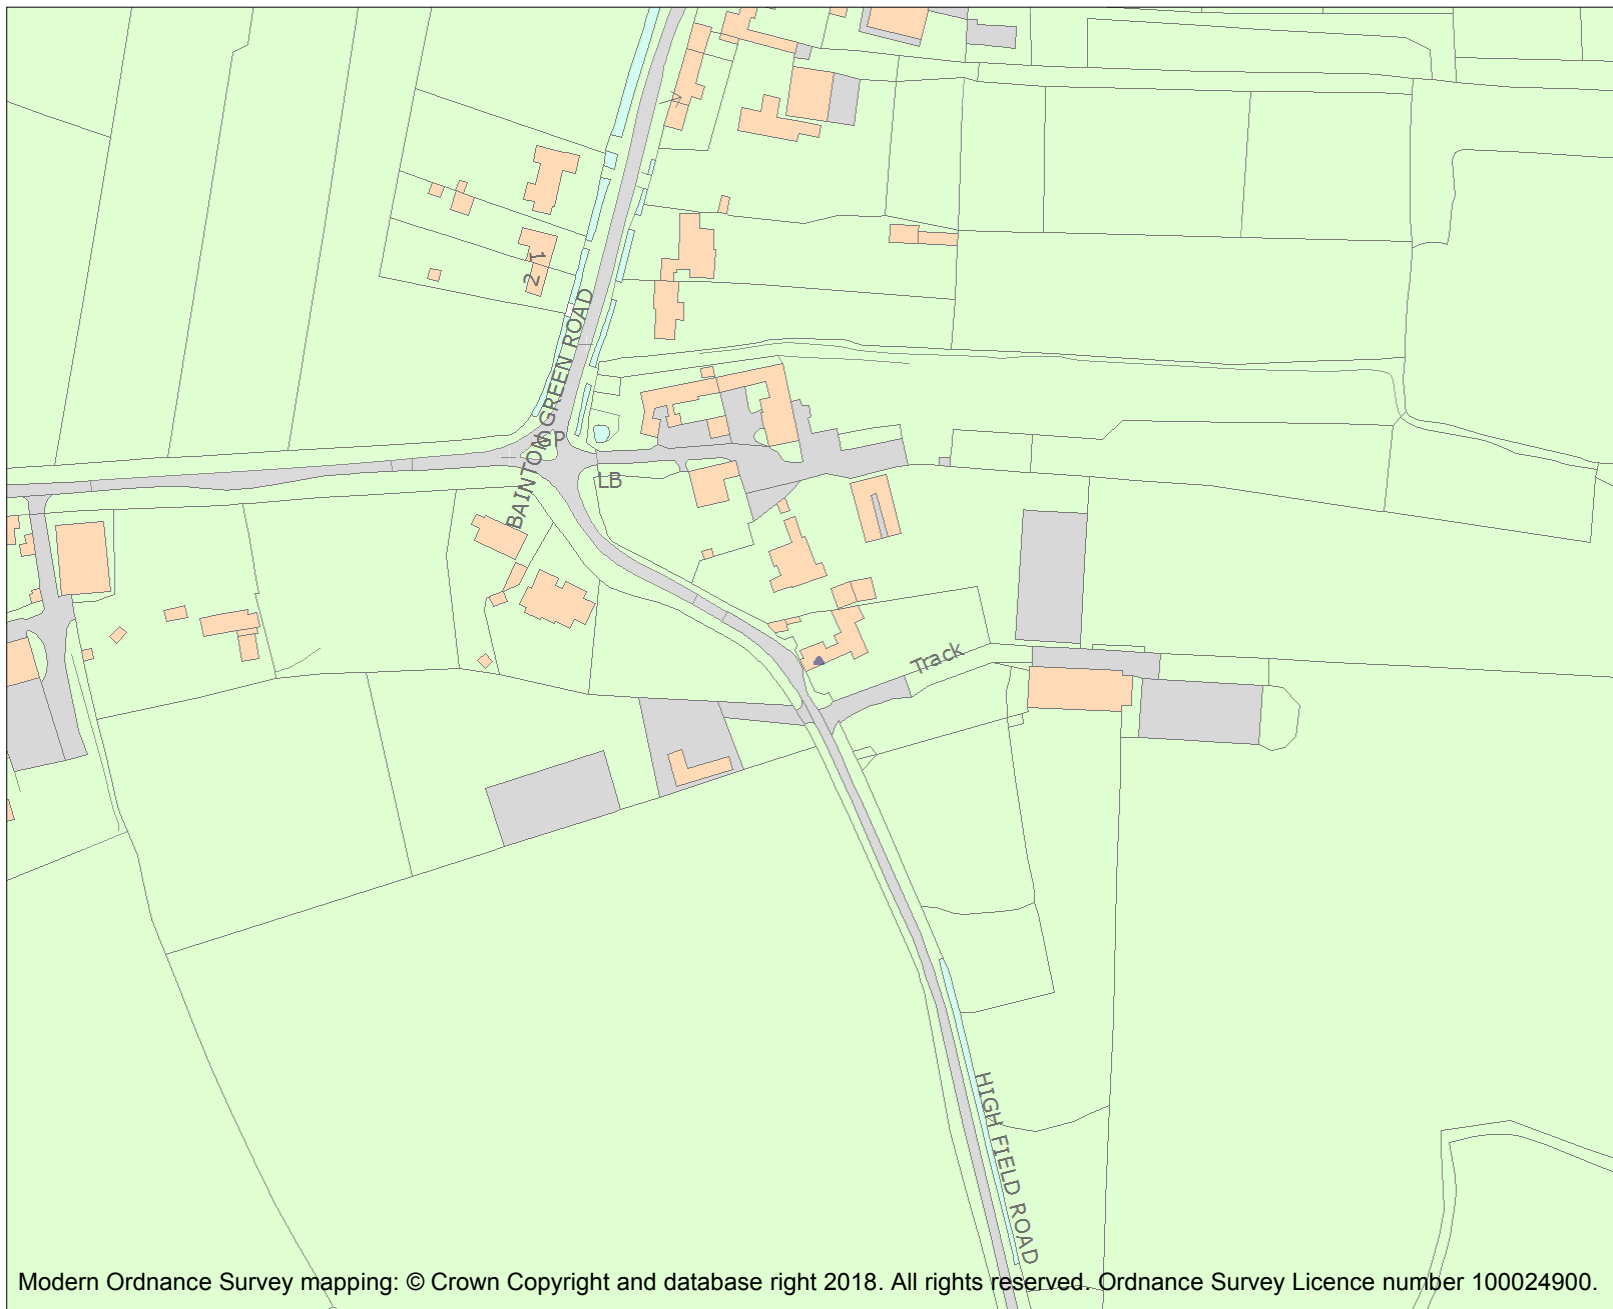 1
2
BAINTON GREEN ROAD
GP
LB
Track
HIGH FIELD ROAD
Modern Ordnance Survey mapping: © Crown Copyright and database right 2018. All rights reserved. Ordnance Survey Licence number 100024900.